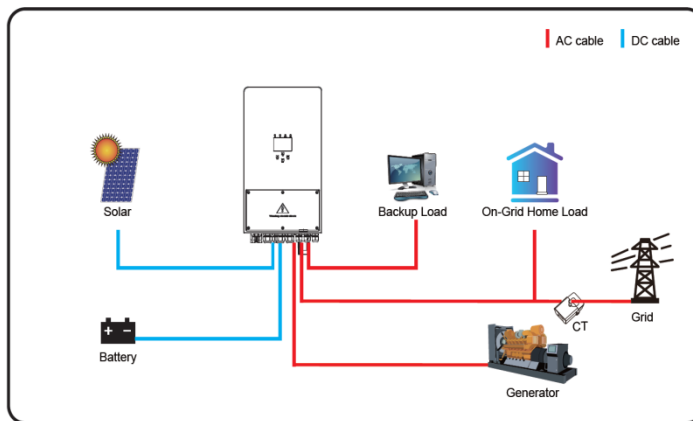 AC cable
DC cable
Solar
Backup Load
On-Grid Home Load
Battery
CT
Grid
Generator